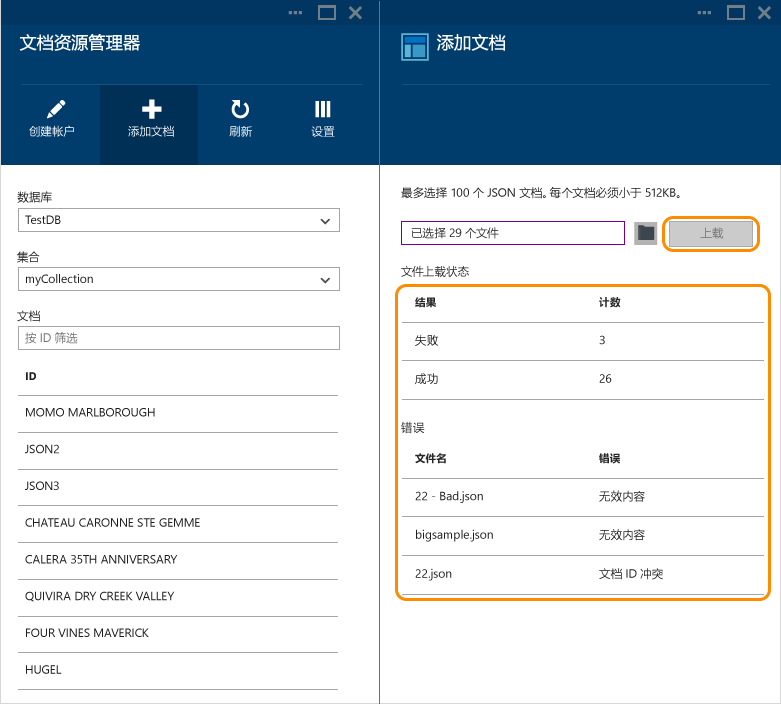 文档资源管理器
创建帐户
添加文档
刷新
设置
数据库
TestDB
集合
myCollection
文档
按 ID 筛选
ID
MOMO MARLBOROUGH
JSON2
JSON3
CHATEAU CARONNE STE GEMME
CALERA 35TH ANNIVERSARY
QUIVIRA DRY CREEK VALLEY
FOUR VINES MAVERICK
HUGEL
添加文档
最多选择 100 个 JSON 文档。每个文档必须小于 512KB。
已选择 29 个文件
上载
文件上载状态
结果 计数
失败 3
成功 26
错误
文件名 错误
22 - Bad.json 无效内容
bigsample.json 无效内容
22.json 文档 ID 冲突